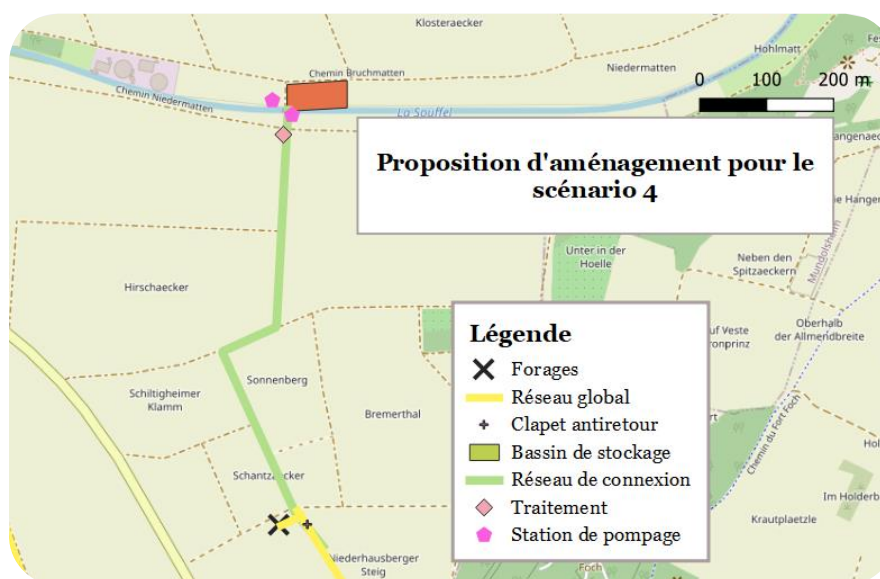 Klosteraecker
Hohlmatt
Chemin Bruchmatten
Niedermatten
Chemin Niedermatten
La Souffel
0 100 200 m
Proposition d'aménagement pour le
scénario 4
Unter in der
Hoelle
Neben den
Spitzaeckern
Mundolsheim
Hirschaecker
Oberhalb
der Allmendbreite
Légende
Forages
Réseau global
Clapet antiretour
Bassin de stockage
Réseau de connexion
Traitement
Station de pompage
Sonnenberg
Schiltigheimer
Klamm
Bremerthal
Chemin du Fort Foch
Im Holderb
Krautplaetzle
Niederhausberger
Steig
Foch